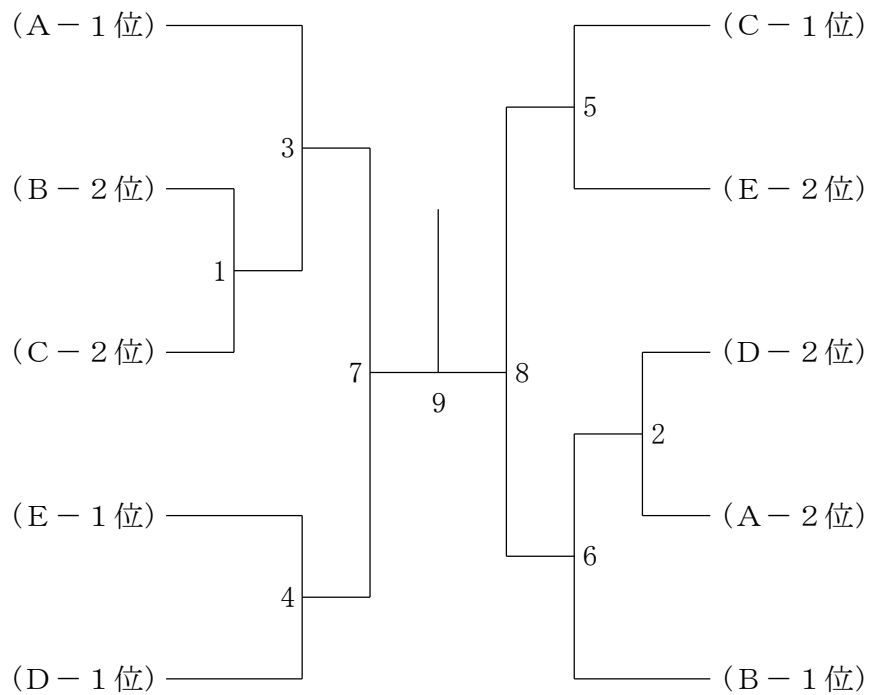 （A－1位）
（B－2位）
（C－2位）
（E－1位）
（D－1位）
3
1
7
4
9
（C－1位）
（E－2位）
（D－2位）
（A－2位）
（B－1位）
5
8
2
6